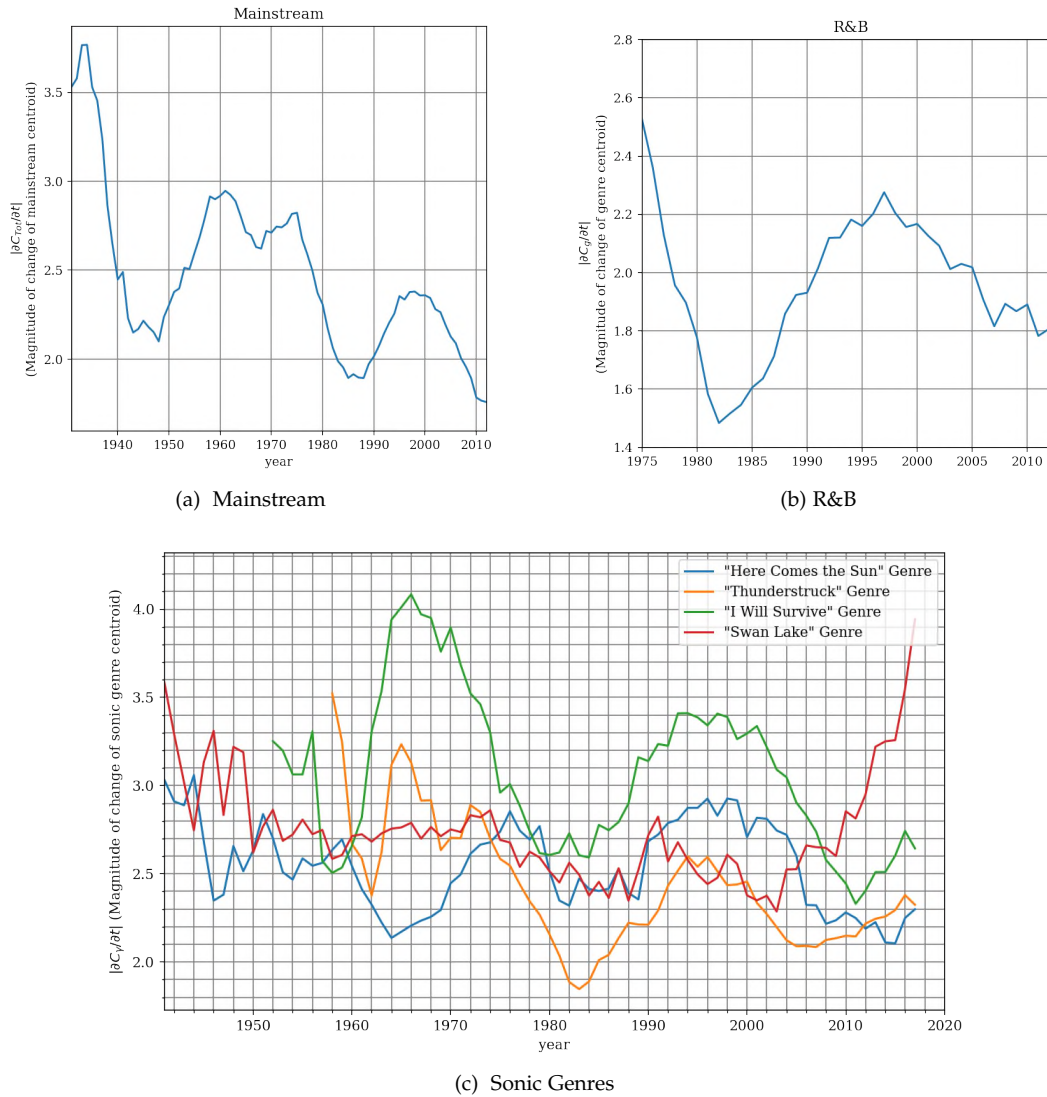 Mainstream
|∂C_Tot/∂t|
(Magnitude of change of mainstream centroid)
3.5
3.0
2.5
2.0
1940 1950 1960 1970 1980 1990 2000 2010
year
(a) Mainstream
R&B
|∂C_g/∂t|
(Magnitude of change of genre centroid)
2.8
2.6
2.4
2.2
2.0
1.8
1.6
1.4
1975 1980 1985 1990 1995 2000 2005 2010
(b) R&B
|∂C_γ/∂t| (Magnitude of change of sonic genre centroid)
4.0
3.5
3.0
2.5
2.0
"Here Comes the Sun" Genre
"Thunderstruck" Genre
"I Will Survive" Genre
"Swan Lake" Genre
1950 1960 1970 1980 1990 2000 2010 2020
year
(c) Sonic Genres